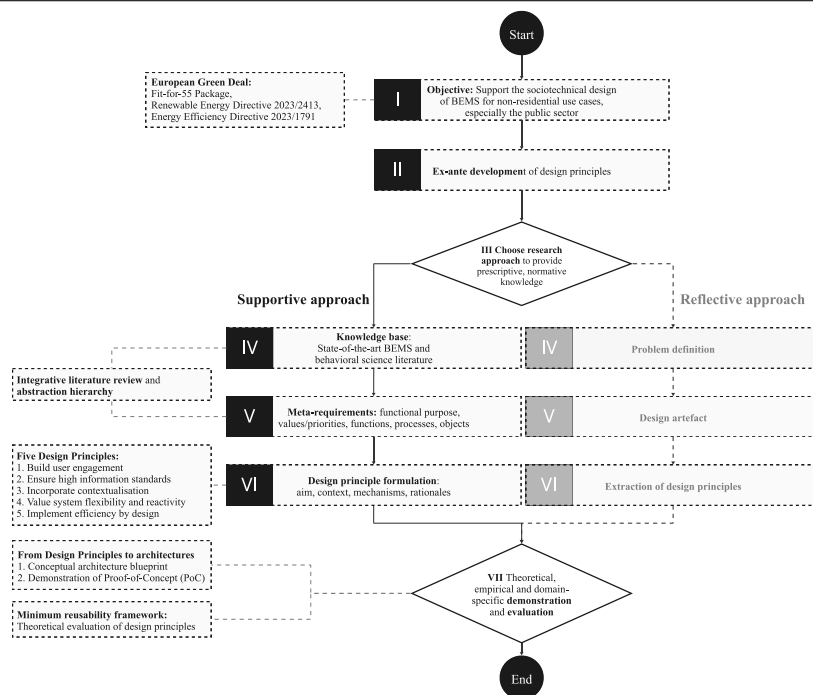 Start
European Green Deal:
Fit-for-55 Package,
Renewable Energy Directive 2023/2413,
Energy Efficiency Directive 2023/1791
I
Objective: Support the sociotechnical design
of BEMS for non-residential use cases,
especially the public sector
II
Ex-ante development of design principles
III Choose research
approach to provide
prescriptive, normative
knowledge
Supportive approach
Reflective approach
IV
Knowledge base:
State-of-the-art BEMS and
behavioral science literature
IV
Problem definition
Integrative literature review and
abstraction hierarchy
V
Meta-requirements: functional purpose,
values/priorities, functions, processes, objects
V
Design artefact
Five Design Principles:
1. Build user engagement
2. Ensure high information standards
3. Incorporate contextualisation
4. Value system flexibility and reactivity
5. Implement efficiency by design
VI
Design principle formulation:
aim, context, mechanisms, rationales
VI
Extraction of design principles
From Design Principles to architectures
1. Conceptual architecture blueprint
2. Demonstration of Proof-of-Concept (PoC)
Minimum reusability framework:
Theoretical evaluation of design principles
VII Theoretical,
empirical and domain-
specific demonstration
and evaluation
End